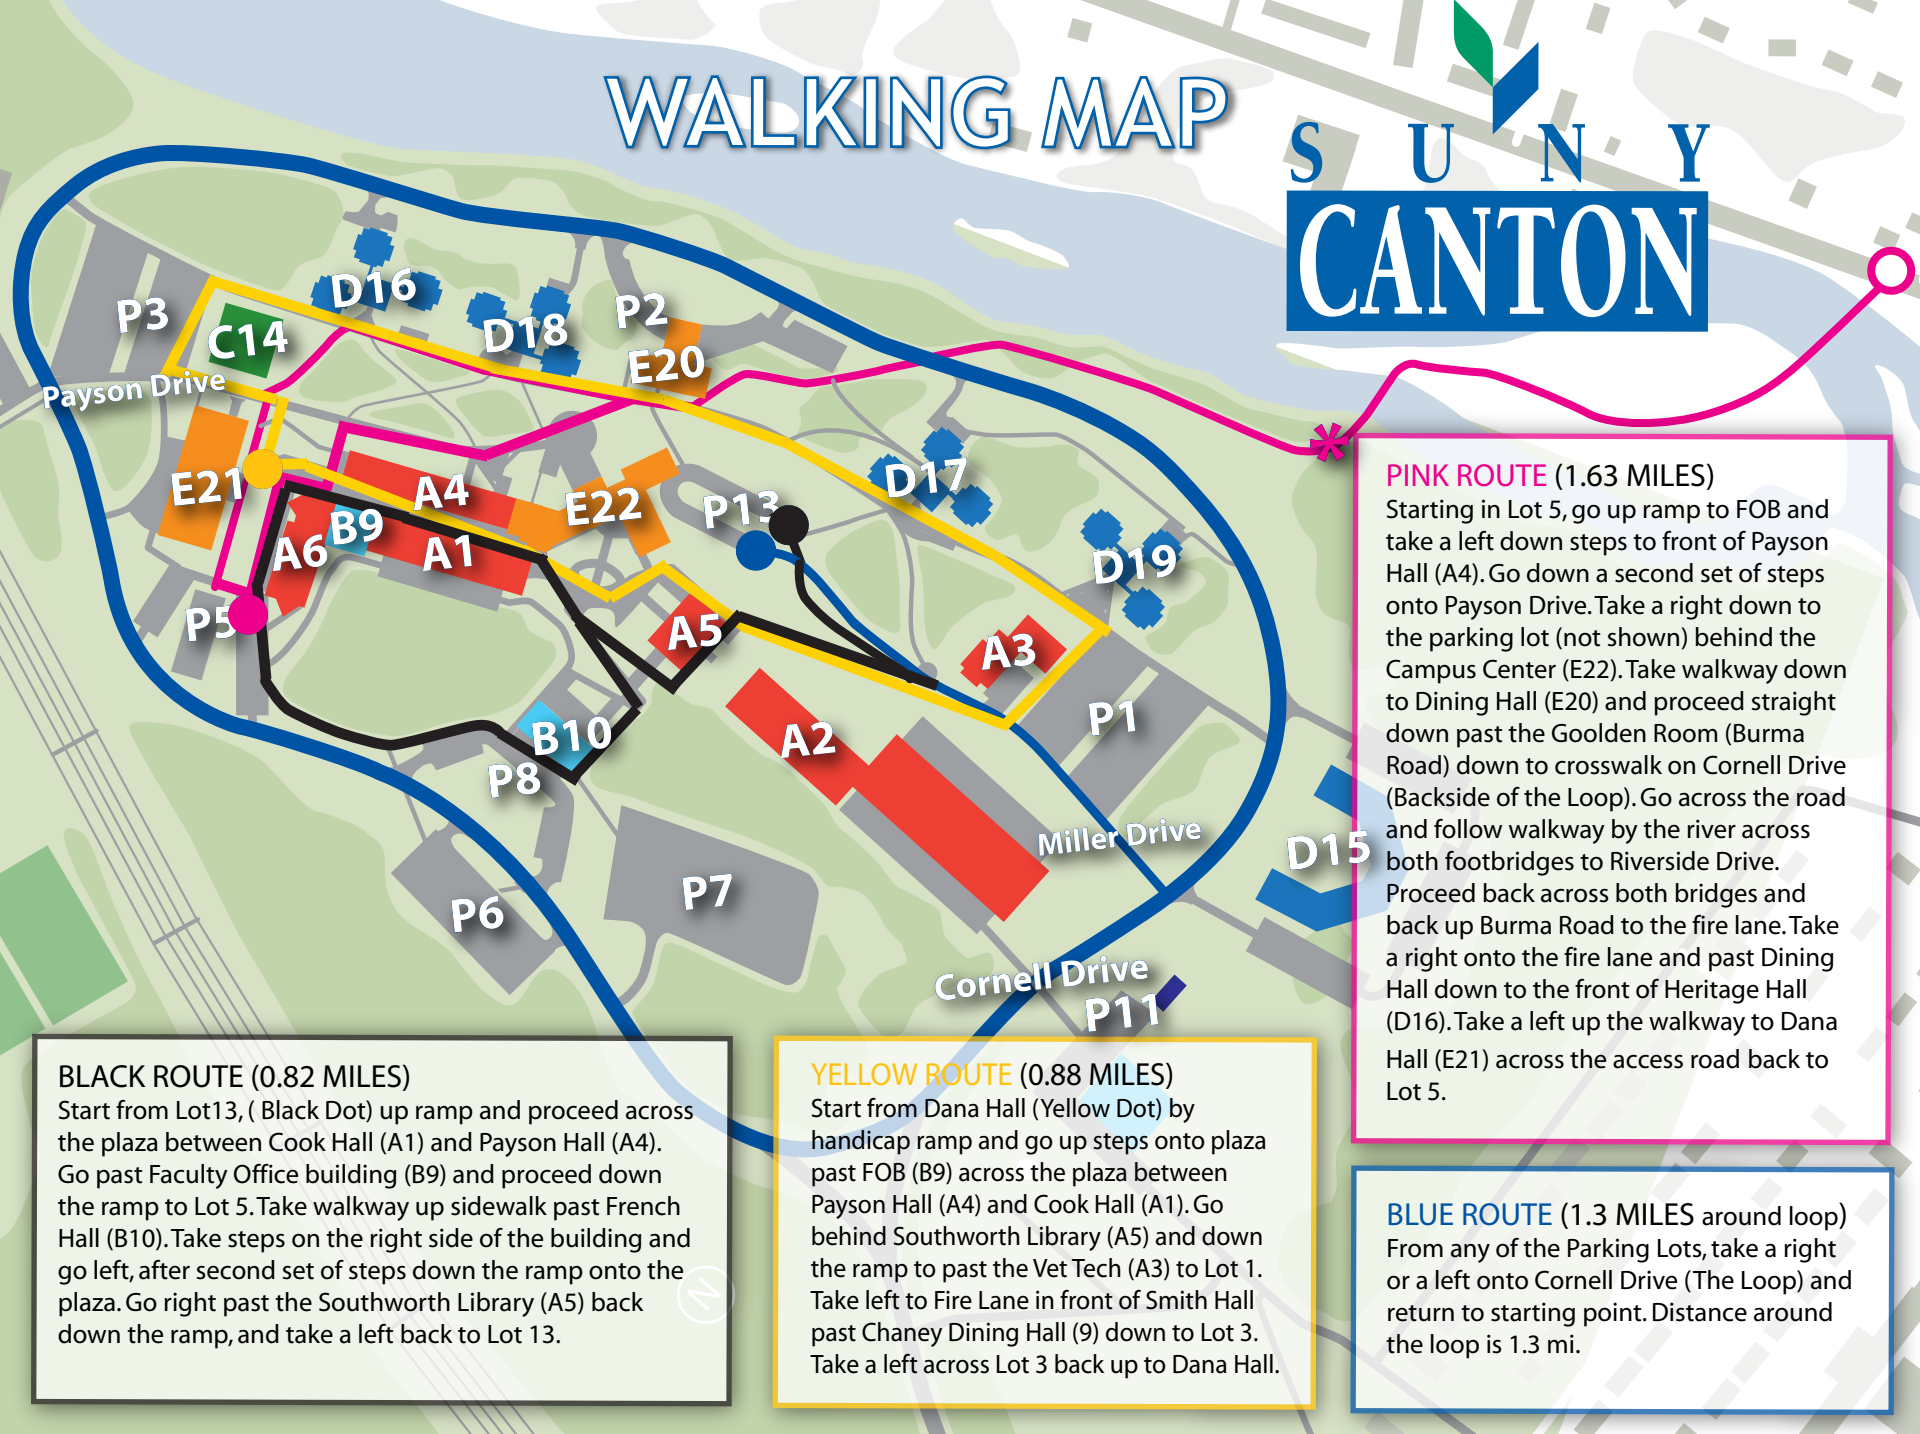 WALKING MAP
SUNY
CANTON
D16
P3
C14
D18
P2
E20
Payson Drive
E21
A4
B9
E22
P13
D17
A6
A1
D19
P5
A5
A3
B10
A2
P1
P8
Miller Drive
D15
P6
P7
Cornell Drive
P11
N
PINK ROUTE (1.63 MILES)
Starting in Lot 5, go up ramp to FOB and
take a left down steps to front of Payson
Hall (A4). Go down a second set of steps
onto Payson Drive. Take a right down to
the parking lot (not shown) behind the
Campus Center (E22). Take walkway down
to Dining Hall (E20) and proceed straight
down past the Goolden Room (Burma
Road) down to crosswalk on Cornell Drive
(Backside of the Loop). Go across the road
and follow walkway by the river across
both footbridges to Riverside Drive.
Proceed back across both bridges and
back up Burma Road to the fire lane. Take
a right onto the fire lane and past Dining
Hall down to the front of Heritage Hall
(D16). Take a left up the walkway to Dana
Hall (E21) across the access road back to
Lot 5.
BLACK ROUTE (0.82 MILES)
Start from Lot13, ( Black Dot) up ramp and proceed across
the plaza between Cook Hall (A1) and Payson Hall (A4).
Go past Faculty Office building (B9) and proceed down
the ramp to Lot 5. Take walkway up sidewalk past French
Hall (B10). Take steps on the right side of the building and
go left, after second set of steps down the ramp onto the
plaza. Go right past the Southworth Library (A5) back
down the ramp, and take a left back to Lot 13.
YELLOW ROUTE (0.88 MILES)
Start from Dana Hall (Yellow Dot) by
handicap ramp and go up steps onto plaza
past FOB (B9) across the plaza between
Payson Hall (A4) and Cook Hall (A1). Go
behind Southworth Library (A5) and down
the ramp to past the Vet Tech (A3) to Lot 1.
Take left to Fire Lane in front of Smith Hall
past Chaney Dining Hall (9) down to Lot 3.
Take a left across Lot 3 back up to Dana Hall.
BLUE ROUTE (1.3 MILES around loop)
From any of the Parking Lots, take a right
or a left onto Cornell Drive (The Loop) and
return to starting point. Distance around
the loop is 1.3 mi.